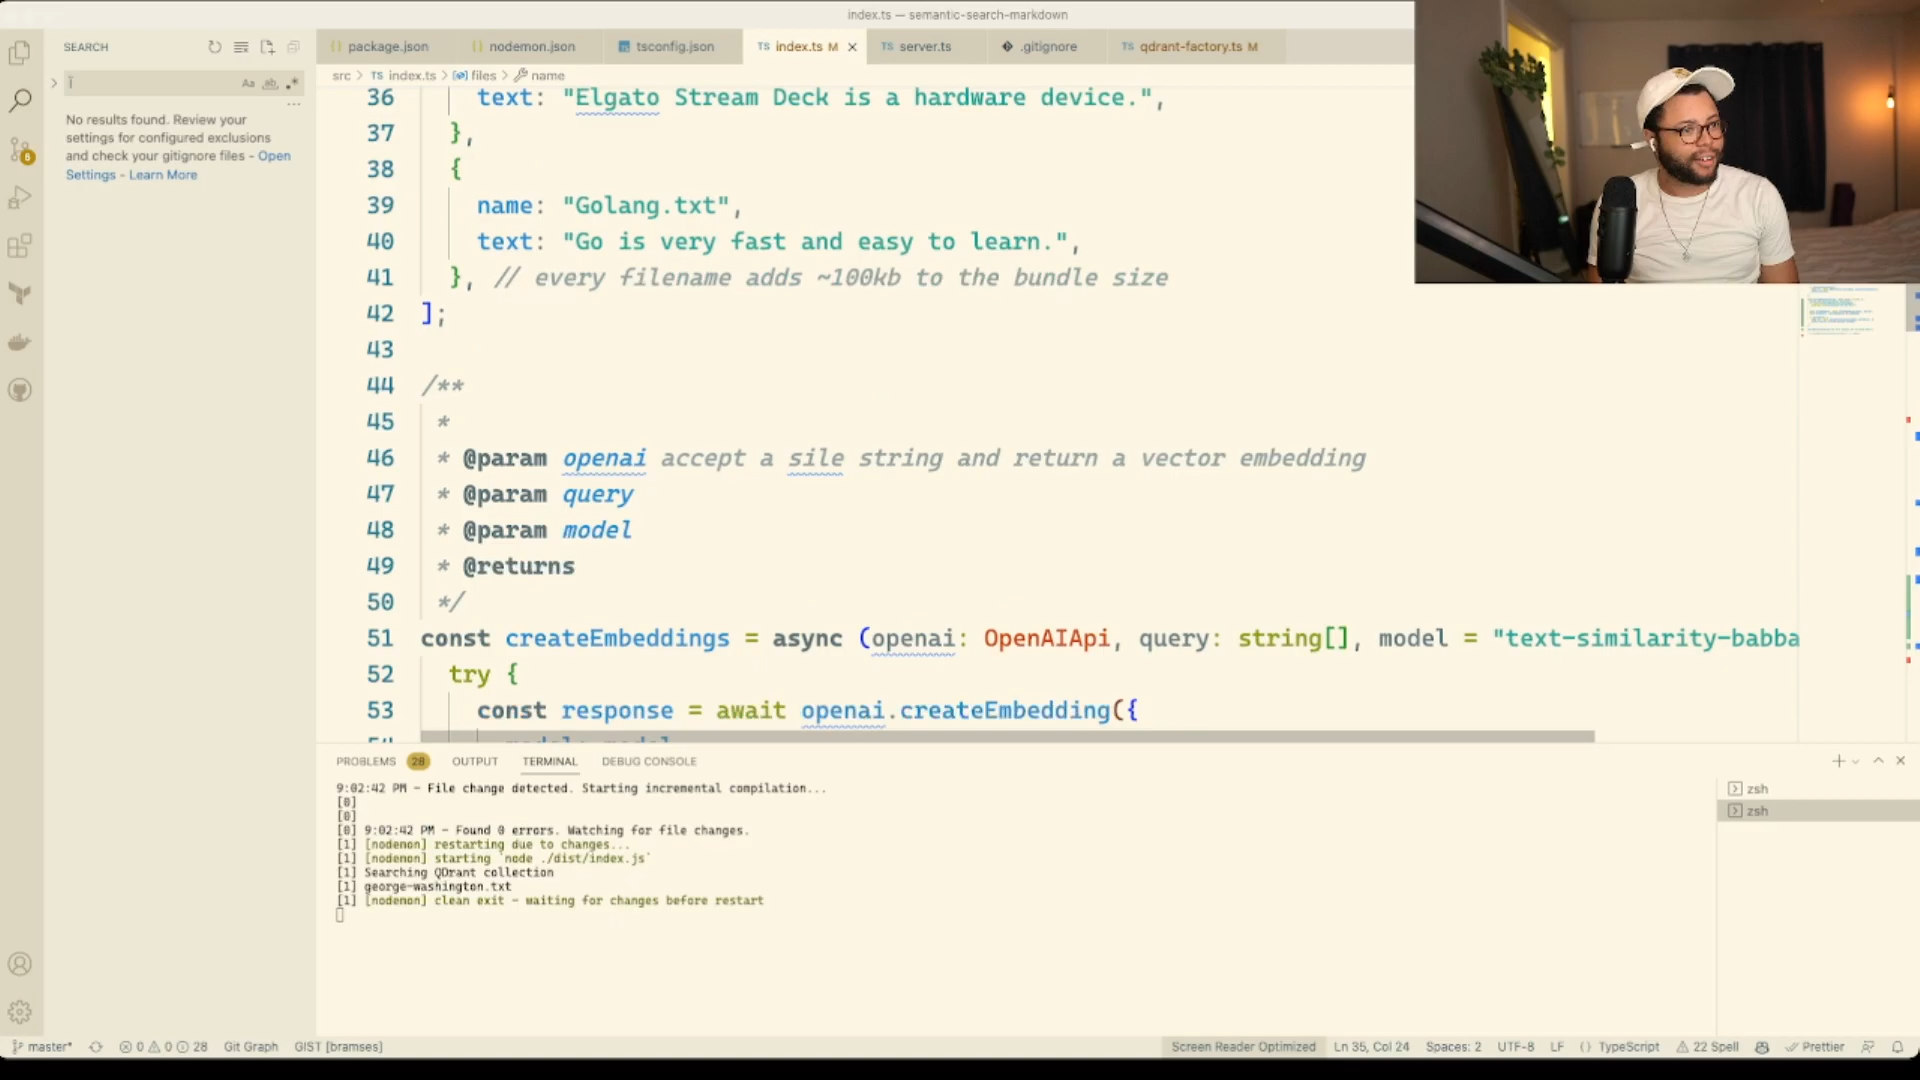 index.ts — semantic-search-markdown
SEARCH
package.json
nodemon.json
TS tsconfig.json
TS index.ts M
TS server.ts
.gitignore
TS qdrant-factory.ts M
Aa ab
src > TS index.ts > files > name
No results found. Review your
settings for configured exclusions
and check your gitignore files - Open
Settings - Learn More
6
36 text: "Elgato Stream Deck is a hardware device.",
37 },
38 {
39 name: "Golang.txt",
40 text: "Go is very fast and easy to learn.",
41 }, // every filename adds ~100kb to the bundle size
42 ];
43
44 /**
45 *
46 * @param openai accept a sile string and return a vector embedding
47 * @param query
48 * @param model
49 * @returns
50 */
51 const createEmbeddings = async (openai: OpenAIApi, query: string[], model = "text-similarity-babba
52 try {
53 const response = await openai.createEmbedding({
PROBLEMS 28 OUTPUT TERMINAL DEBUG CONSOLE
9:02:42 PM - File change detected. Starting incremental compilation...
[0]
[0]
[0] 9:02:42 PM - Found 0 errors. Watching for file changes.
[1] [nodemon] restarting due to changes...
[1] [nodemon] starting `node ./dist/index.js`
[1] Searching QDrant collection
[1] george-washington.txt
[1] [nodemon] clean exit - waiting for changes before restart
zsh
zsh
master* 0 0 28 Git Graph GIST [bramses] Screen Reader Optimized Ln 35, Col 24 Spaces: 2 UTF-8 LF TypeScript 22 Spell Prettier